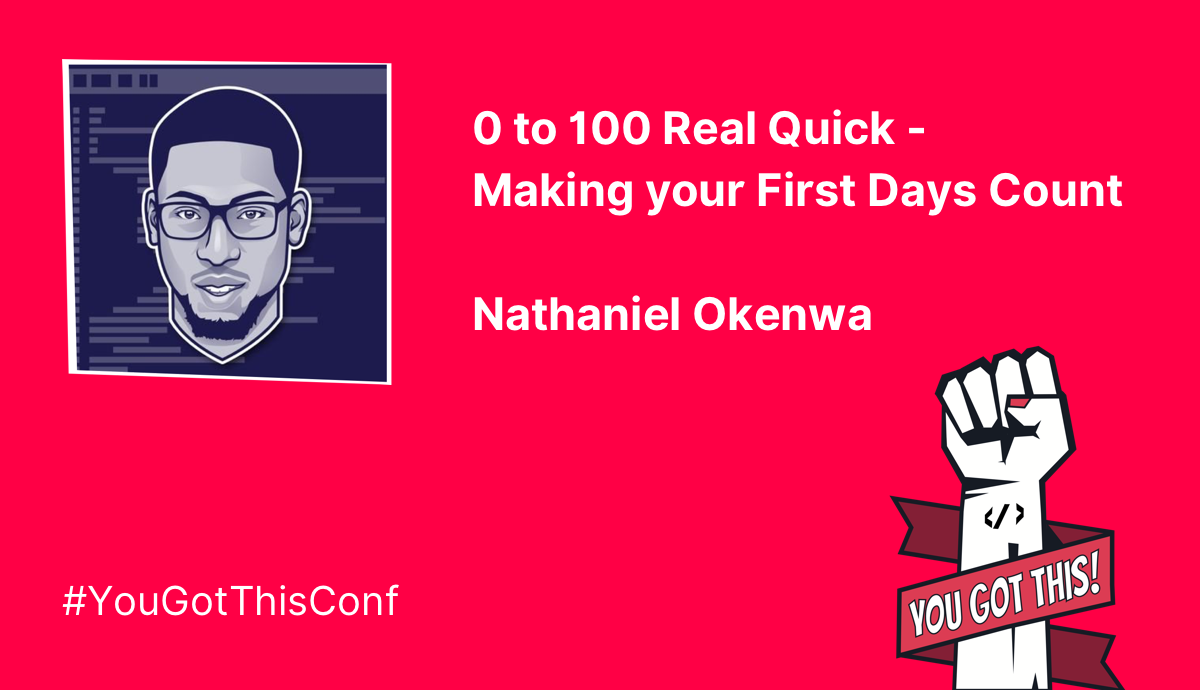 0 to 100 Real Quick -
Making your First Days Count
Nathaniel Okenwa
</>
YOU GOT THIS!
#YouGotThisConf